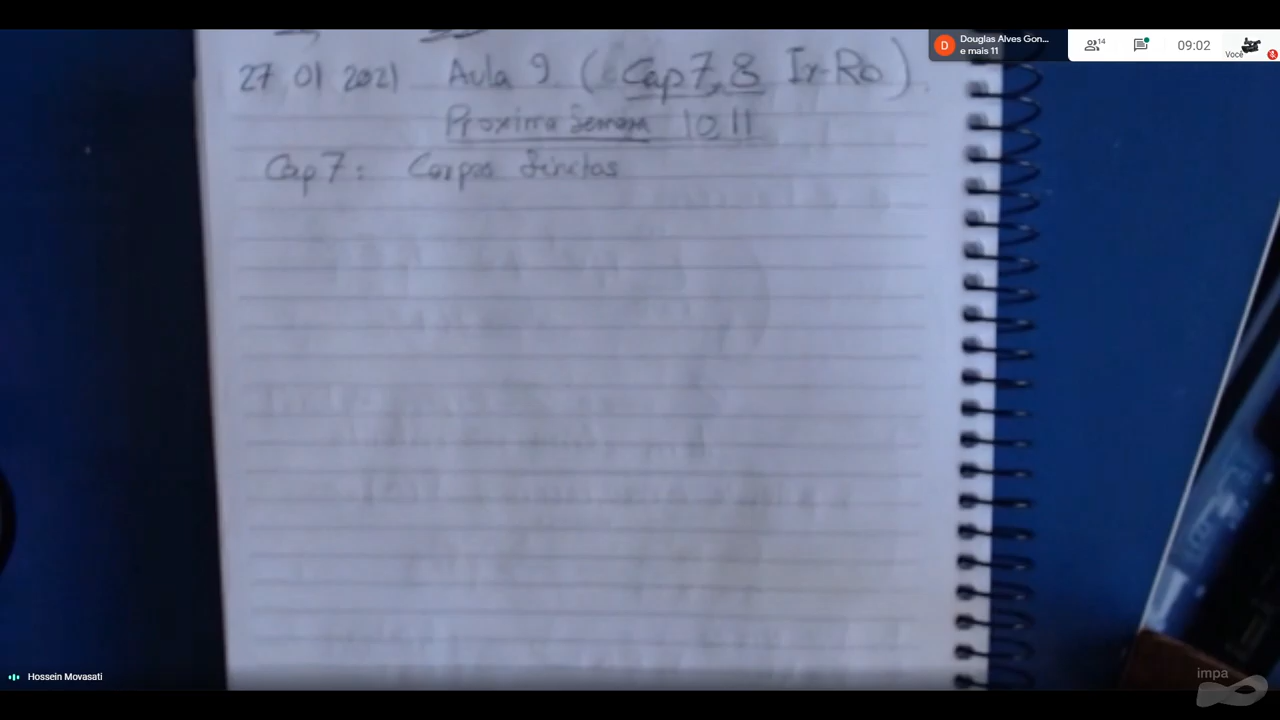 Douglas Alves Gon...
e mais 11
14
09:02
Você
27 01 2021 Aula 9. (Cap 7, 8 Ir-Ro).
Proxima Semana 10, 11
Cap 7: Corpos finitos
Hossein Movasati
impa